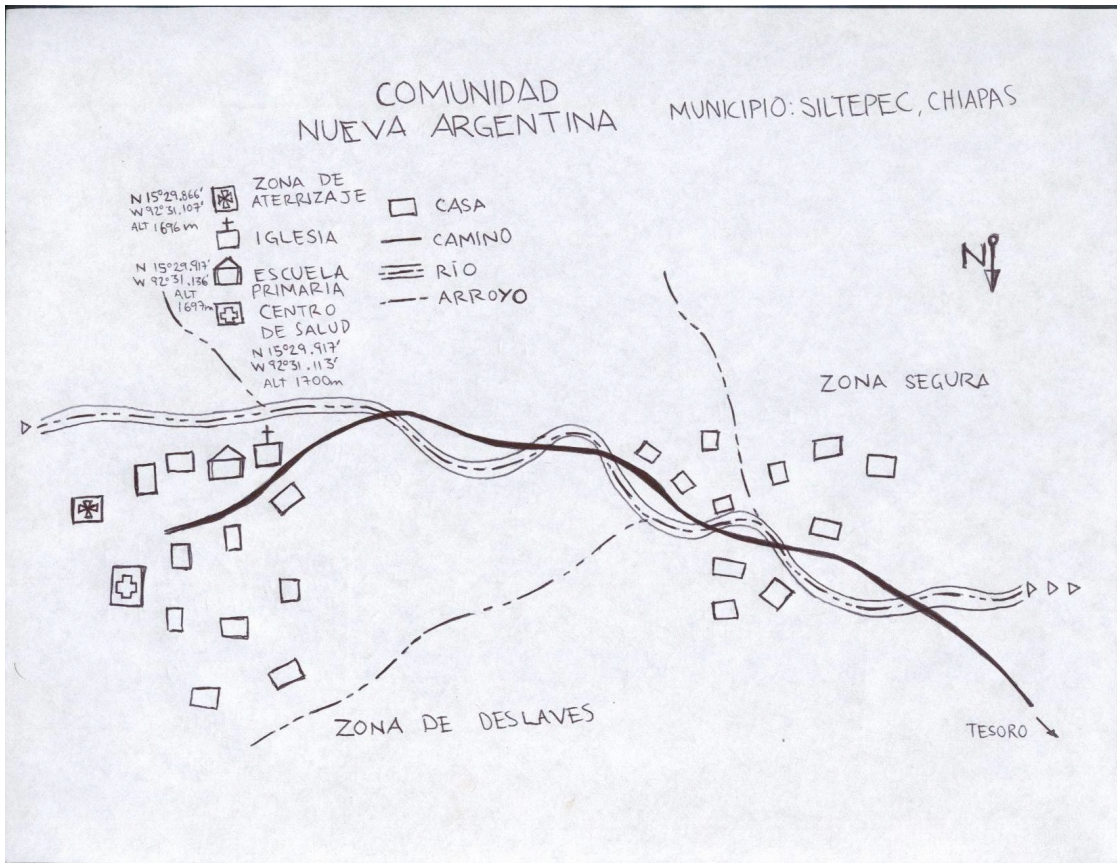 COMUNIDAD
NUEVA ARGENTINA
MUNICIPIO: SILTEPEC, CHIAPAS
N 15°29.866'
W 92°31.107'
ALT 1696 m
ZONA DE
ATERRIZAJE
IGLESIA
N 15°29.917'
W 92°31.136'
ALT
1697m
ESCUELA
PRIMARIA
CENTRO
DE SALUD
N 15°29.917'
W 92°31.113'
ALT 1700m
CASA
CAMINO
RÍO
ARROYO
N
ZONA SEGURA
ZONA DE DESLAVES
TESORO